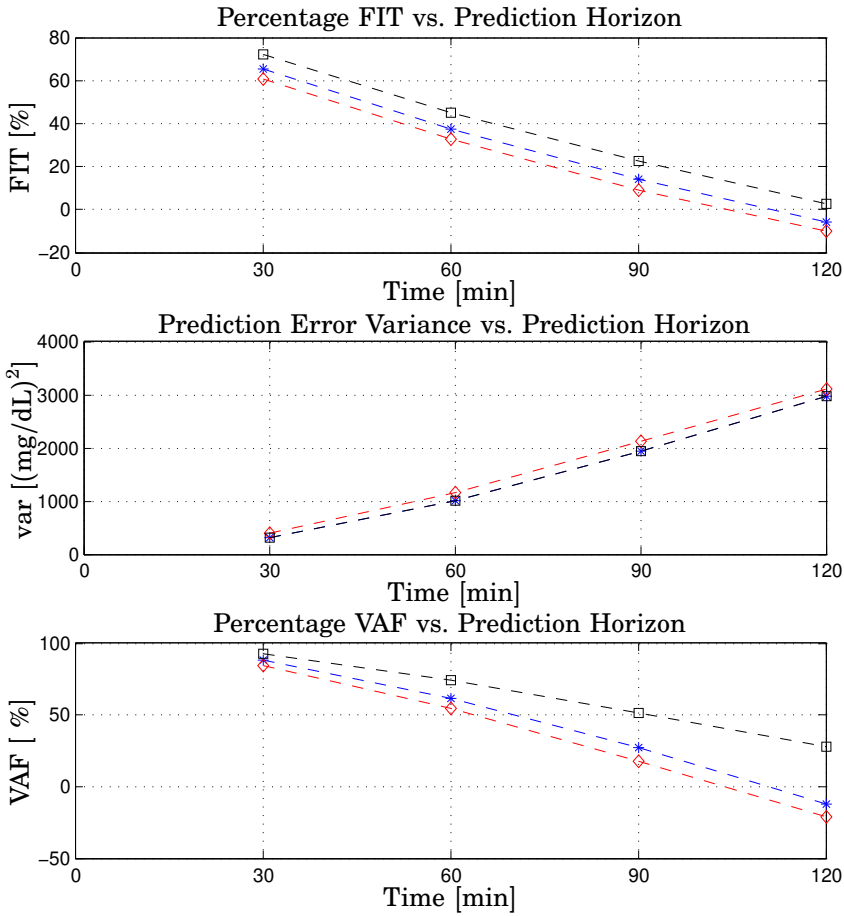 Percentage FIT vs. Prediction Horizon
FIT [%]
80
60
40
20
0
−20
0 30 60 90 120
Time [min]
Prediction Error Variance vs. Prediction Horizon
var [(mg/dL)²]
4000
3000
2000
1000
0
0 30 60 90 120
Time [min]
Percentage VAF vs. Prediction Horizon
VAF [ %]
100
50
0
−50
0 30 60 90 120
Time [min]